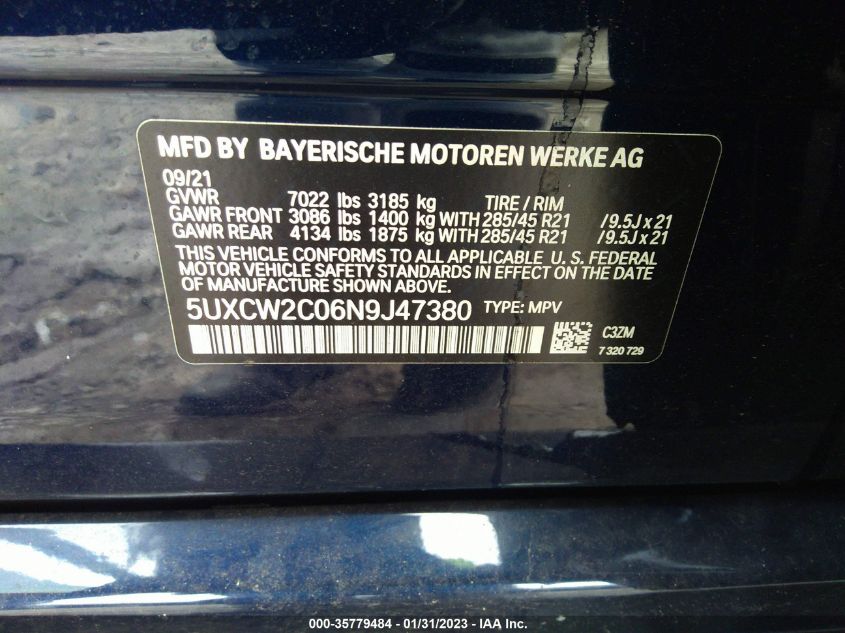 MFD BY BAYERISCHE MOTOREN WERKE AG
09/21
GVWR 7022 lbs 3185 kg TIRE / RIM
GAWR FRONT 3086 lbs 1400 kg WITH 285/45 R21 /9.5J x 21
GAWR REAR 4134 lbs 1875 kg WITH 285/45 R21 /9.5J x 21
THIS VEHICLE CONFORMS TO ALL APPLICABLE U. S. FEDERAL
MOTOR VEHICLE SAFETY STANDARDS IN EFFECT ON THE DATE
OF MANUFACTURE SHOWN ABOVE.
5UXCW2C06N9J47380 TYPE: MPV
C3ZM
7 320 729
000-35779484 - 01/31/2023 - IAA Inc.